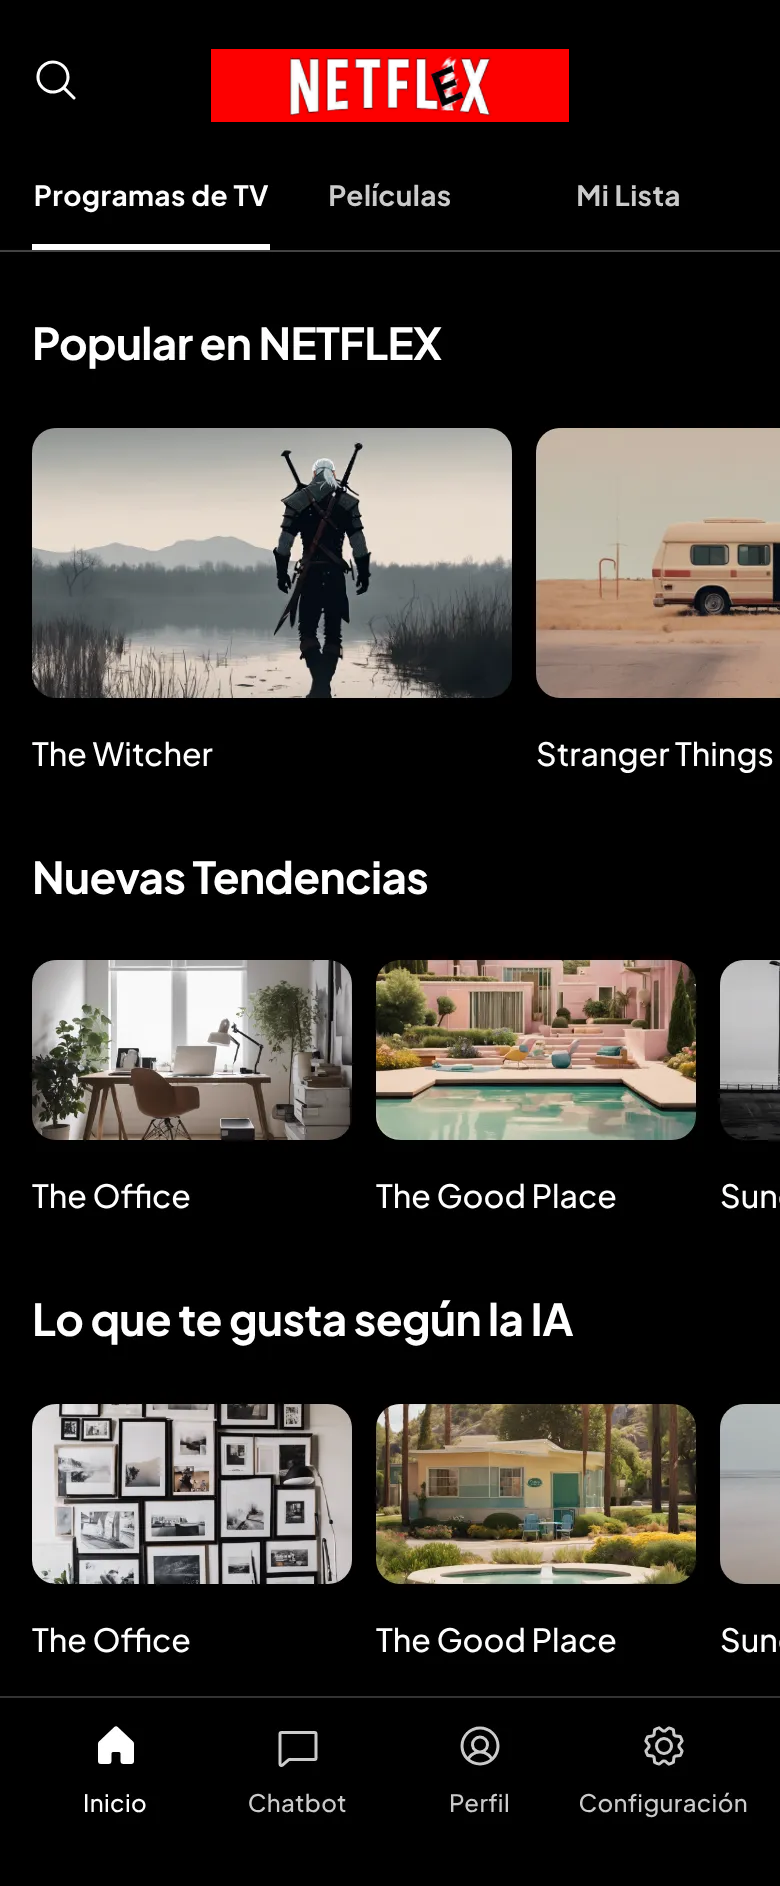 NETFLEX
Programas de TV
Películas
Mi Lista
Popular en NETFLEX
The Witcher
Stranger Things
Nuevas Tendencias
The Office
The Good Place
Sun
Lo que te gusta según la IA
The Office
The Good Place
Sun
Inicio
Chatbot
Perfil
Configuración